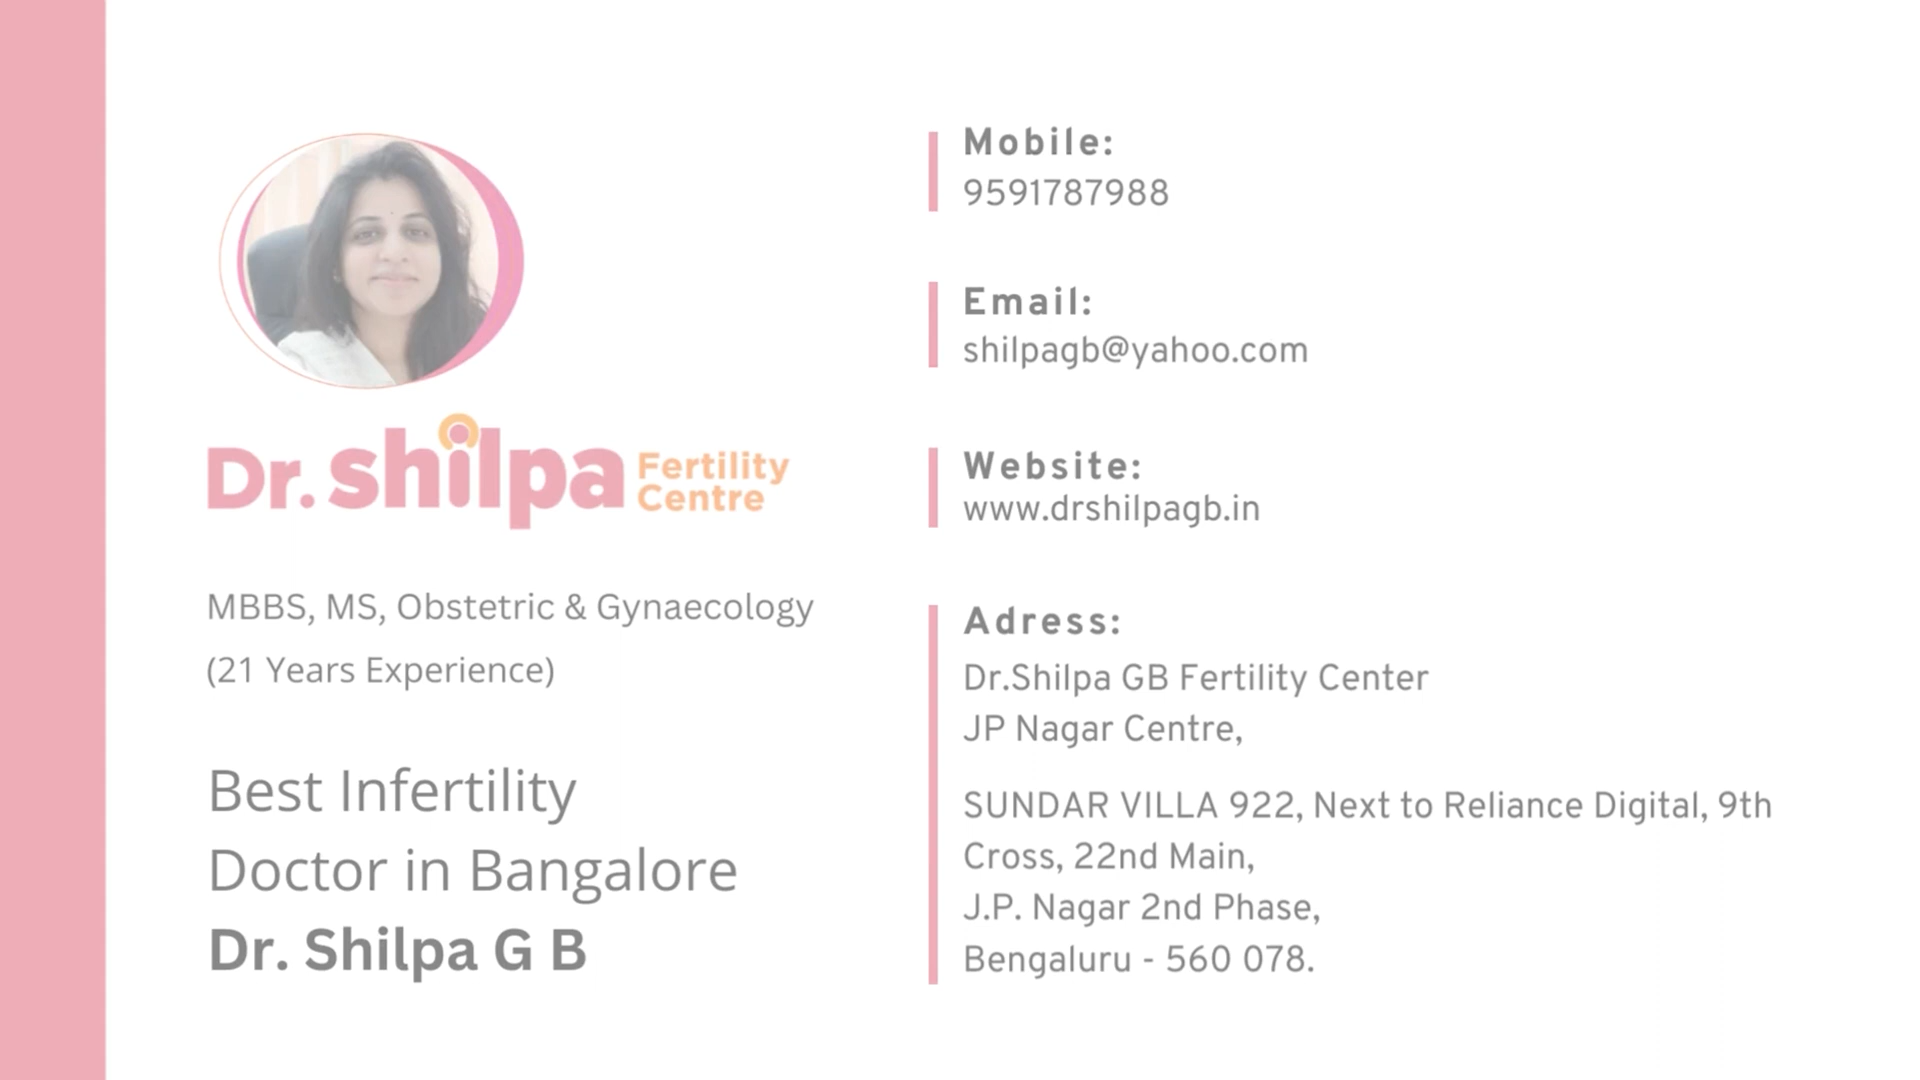 Dr. shilpa Fertility
Centre
MBBS, MS, Obstetric & Gynaecology
(21 Years Experience)
Best Infertility
Doctor in Bangalore
Dr. Shilpa G B
Mobile:
9591787988
Email:
shilpagb@yahoo.com
Website:
www.drshilpagb.in
Adress:
Dr.Shilpa GB Fertility Center
JP Nagar Centre,
SUNDAR VILLA 922, Next to Reliance Digital, 9th
Cross, 22nd Main,
J.P. Nagar 2nd Phase,
Bengaluru - 560 078.